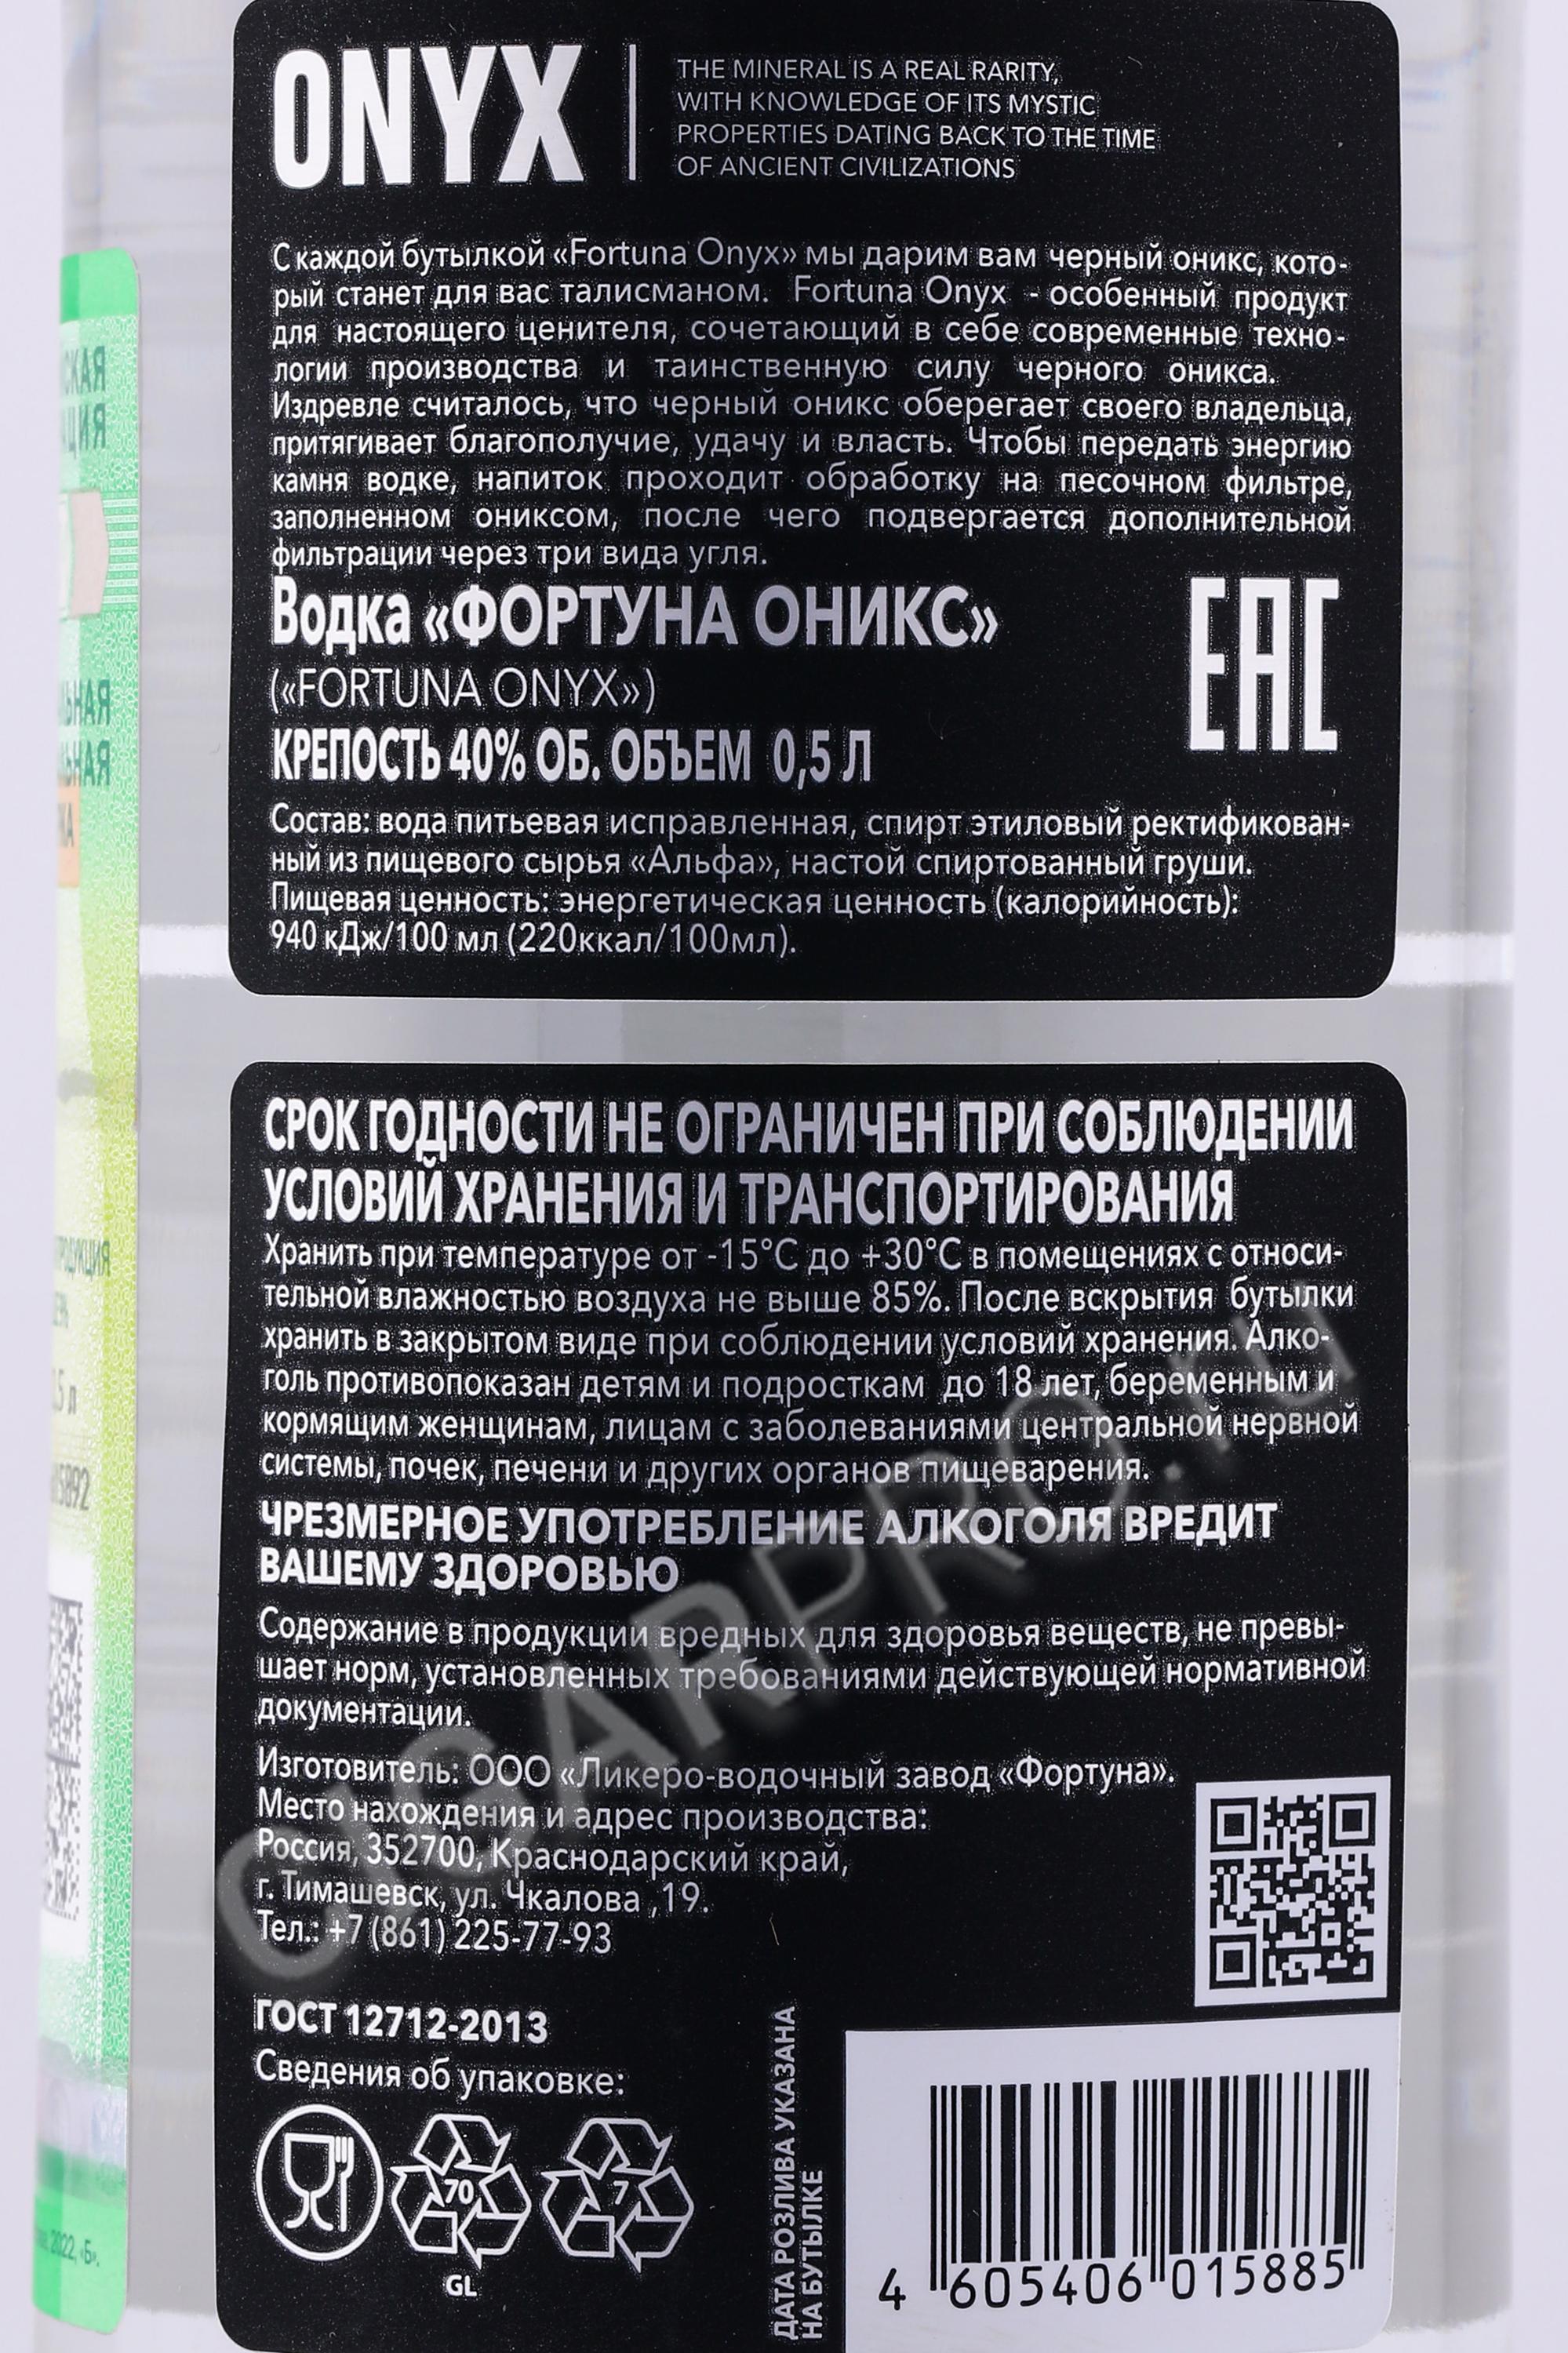 ONYX
THE MINERAL IS A REAL RARITY,
WITH KNOWLEDGE OF ITS MYSTIC
PROPERTIES DATING BACK TO THE TIME
OF ANCIENT CIVILIZATIONS
С каждой бутылкой «Fortuna Onyx» мы дарим вам черный оникс, кото-
рый станет для вас талисманом. Fortuna Onyx - особенный продукт
для настоящего ценителя, сочетающий в себе современные техно-
логии производства и таинственную силу черного оникса.
Издревле считалось, что черный оникс оберегает своего владельца,
притягивает благополучие, удачу и власть. Чтобы передать энергию
камня водке, напиток проходит обработку на песочном фильтре,
заполненном ониксом, после чего подвергается дополнительной
фильтрации через три вида угля.
Водка «ФОРТУНА ОНИКС»
(«FORTUNA ONYX»)
КРЕПОСТЬ 40% ОБ. ОБЪЕМ 0,5 Л
EAC
Состав: вода питьевая исправленная, спирт этиловый ректификован-
ный из пищевого сырья «Альфа», настой спиртованный груши.
Пищевая ценность: энергетическая ценность (калорийность):
940 кДж/100 мл (220ккал/100мл).
СРОК ГОДНОСТИ НЕ ОГРАНИЧЕН ПРИ СОБЛЮДЕНИИ
УСЛОВИЙ ХРАНЕНИЯ И ТРАНСПОРТИРОВАНИЯ
Хранить при температуре от -15°С до +30°С в помещениях с относи-
тельной влажностью воздуха не выше 85%. После вскрытия бутылки
хранить в закрытом виде при соблюдении условий хранения. Алко-
голь противопоказан детям и подросткам до 18 лет, беременным и
кормящим женщинам, лицам с заболеваниями центральной нервной
системы, почек, печени и других органов пищеварения.
ЧРЕЗМЕРНОЕ УПОТРЕБЛЕНИЕ АЛКОГОЛЯ ВРЕДИТ
ВАШЕМУ ЗДОРОВЬЮ
Содержание в продукции вредных для здоровья веществ, не превы-
шает норм, установленных требованиями действующей нормативной
документации.
Изготовитель: ООО «Ликеро-водочный завод «Фортуна».
Место нахождения и адрес производства:
Россия, 352700, Краснодарский край,
г. Тимашевск, ул. Чкалова ,19.
Тел.: +7 (861) 225-77-93
ГОСТ 12712-2013
Сведения об упаковке:
70
7
GL
ДАТА РОЗЛИВА УКАЗАНА
НА БУТЫЛКЕ
4 605406 015885
CIGARPRO.ru
2022, «Б».